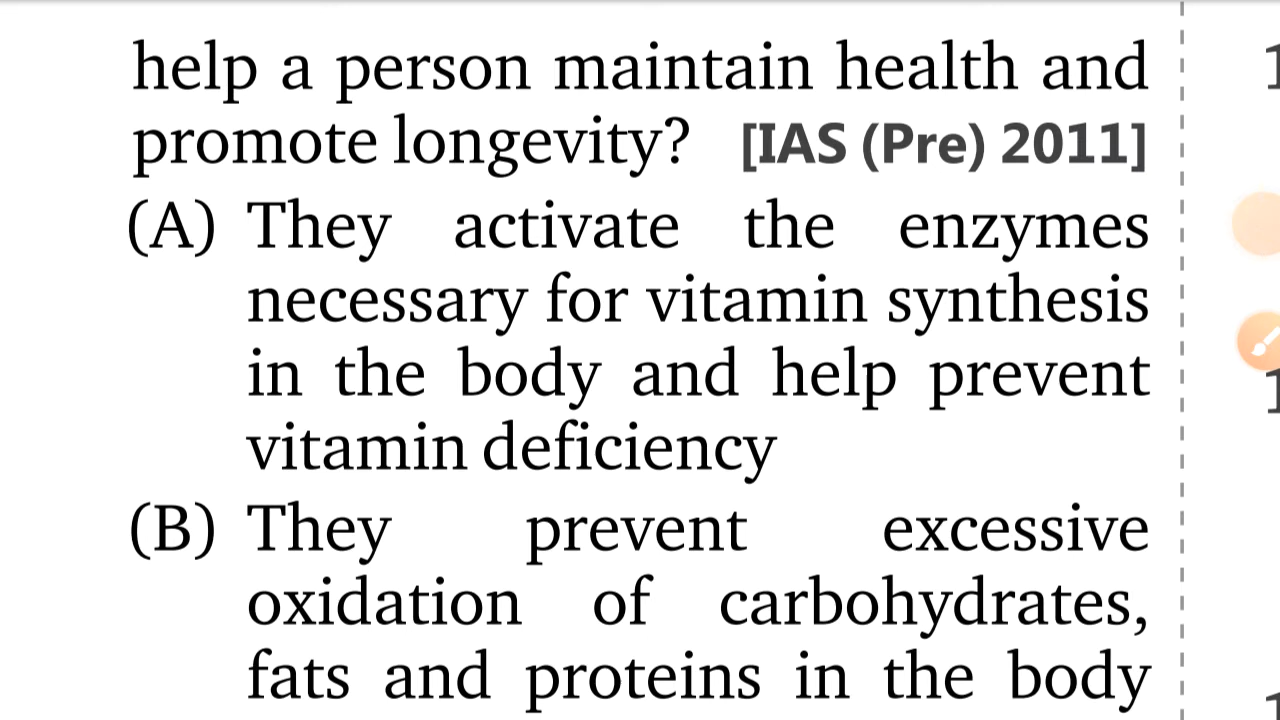 help a person maintain health and
promote longevity? [IAS (Pre) 2011]
(A) They activate the enzymes
necessary for vitamin synthesis
in the body and help prevent
vitamin deficiency
(B) They prevent excessive
oxidation of carbohydrates,
fats and proteins in the body